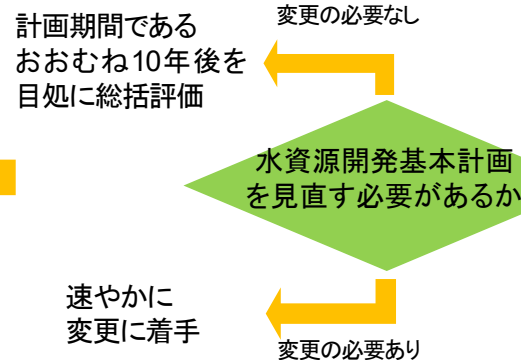 変更の必要なし
計画期間である
おおむね10年後を
目処に総括評価
水資源開発基本計画
を見直す必要があるか
速やかに
変更に着手
変更の必要あり